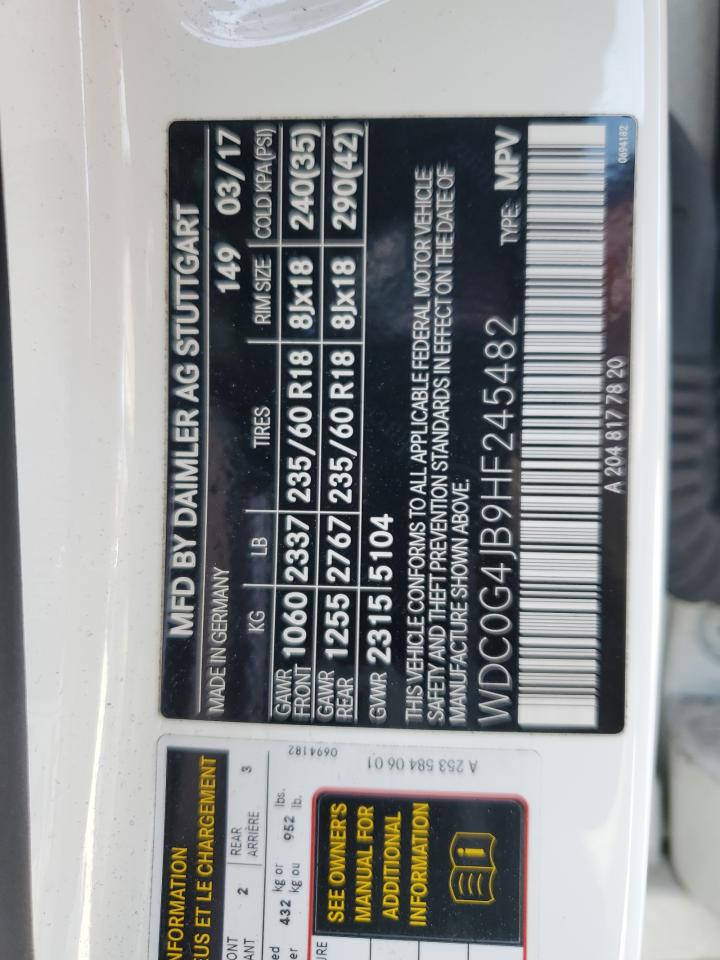 MFD BY DAIMLER AG STUTTGART
MADE IN GERMANY 149 03/17
KG LB TIRES RIM SIZE COLD KPA(PSI)
GAWR FRONT 1060 2337 235/60 R18 8Jx18 240(35)
GAWR REAR 1255 2767 235/60 R18 8Jx18 290(42)
GVWR 2315 5104
THIS VEHICLE CONFORMS TO ALL APPLICABLE FEDERAL MOTOR VEHICLE
SAFETY AND THEFT PREVENTION STANDARDS IN EFFECT ON THE DATE OF
MANUFACTURE SHOWN ABOVE.
WDC0G4JB9HF245482 TYPE: MPV
A 204 817 78 20
0694182
NFORMATION
EUS ET LE CHARGEMENT
ONT 2 REAR 3
ANT ARRIÈRE
ed 432 kg or 952 lbs.
er kg ou lb.
URE
SEE OWNER'S
MANUAL FOR
ADDITIONAL
INFORMATION
0694182
A 253 584 06 01